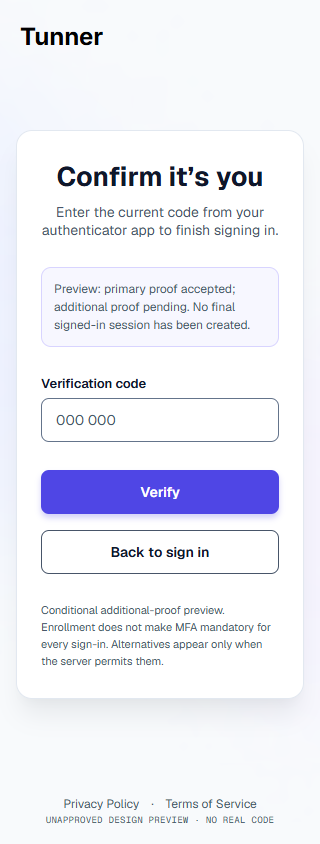 Tunner
Confirm it’s you
Enter the current code from your
authenticator app to finish signing in.
Preview: primary proof accepted;
additional proof pending. No final
signed-in session has been created.
Verification code
000 000
Verify
Back to sign in
Conditional additional-proof preview.
Enrollment does not make MFA mandatory for
every sign-in. Alternatives appear only when
the server permits them.
Privacy Policy · Terms of Service
UNAPPROVED DESIGN PREVIEW · NO REAL CODE